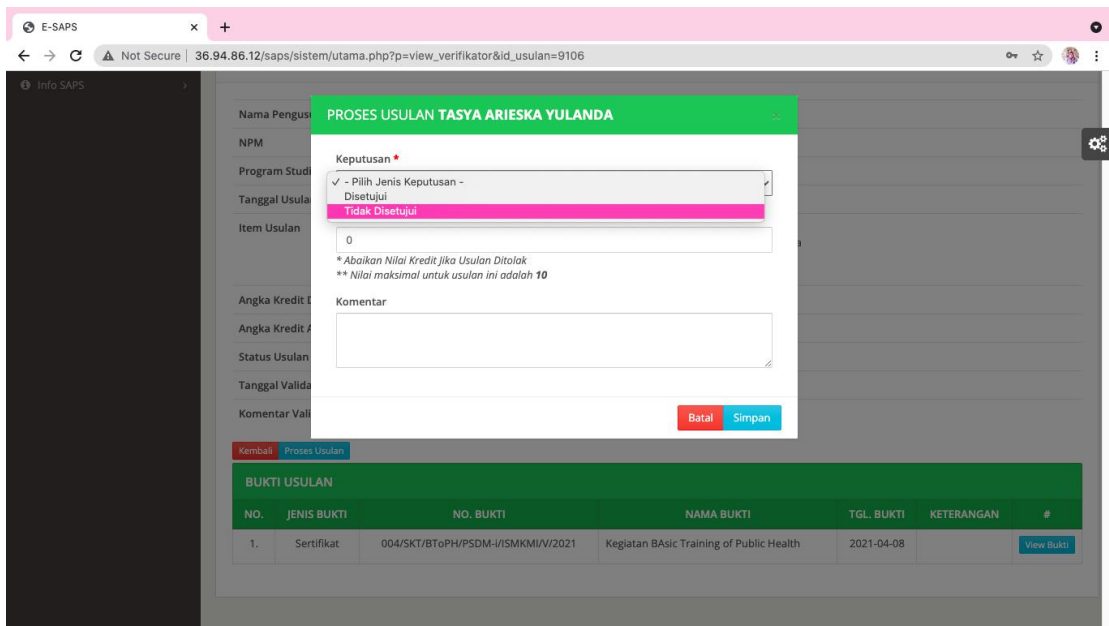 E-SAPS
Not Secure | 36.94.86.12/saps/sistem/utama.php?p=view_verifikator&id_usulan=9106
Info SAPS
PROSES USULAN TASYA ARIESKA YULANDA
Nama Pengus
NPM
Program Studi
Tanggal Usula
Item Usulan
Angka Kredit
Angka Kredit
Status Usulan
Tanggal Valida
Komentar Vali
Keputusan *
✓ - Pilih Jenis Keputusan -
Disetujui
Tidak Disetujui
0
* Abaikan Nilai Kredit Jika Usulan Ditolak
** Nilai maksimal untuk usulan ini adalah 10
Komentar
Batal Simpan
Kembali Proses Usulan
BUKTI USULAN
NO. JENIS BUKTI NO. BUKTI NAMA BUKTI TGL. BUKTI KETERANGAN #
1. Sertifikat 004/SKT/BToPH/PSDM-i/ISMKMI/V/2021 Kegiatan BAsic Training of Public Health 2021-04-08 View Bukti